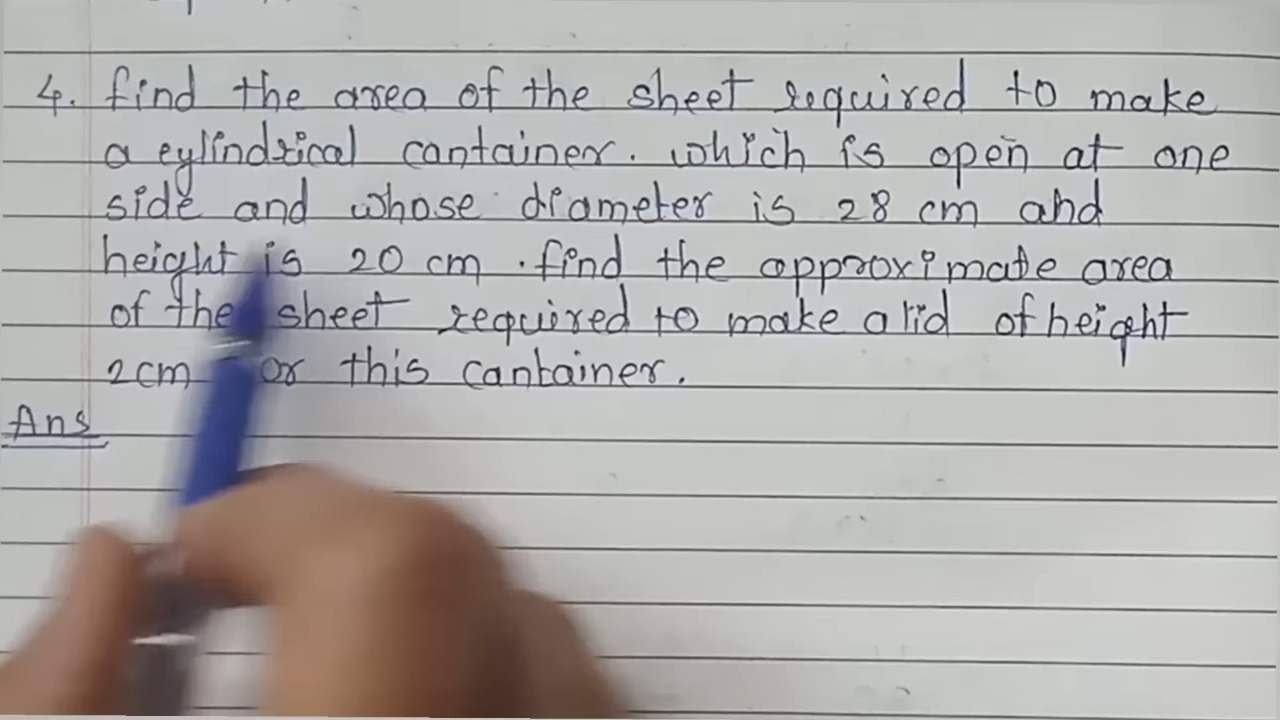 4. find the area of the sheet required to make
a cylindrical cantainer. which is open at one
side and whose diameter is 28 cm and
height is 20 cm. find the approximate area
of the sheet required to make a lid of height
2cm or this cantainer.
Ans